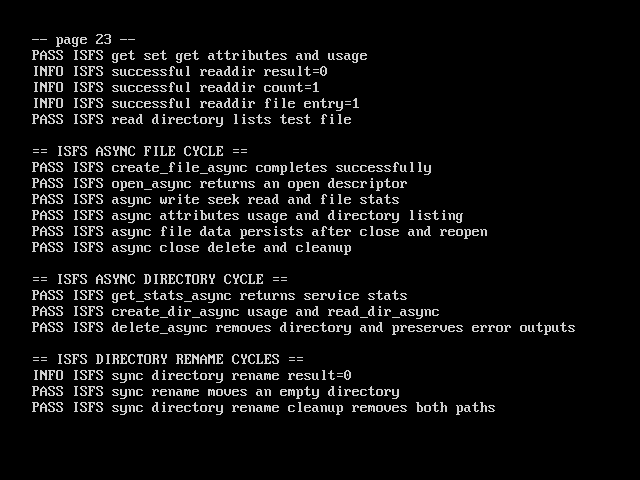 -- page 23 --
PASS ISFS get set get attributes and usage
INFO ISFS successful readdir result=0
INFO ISFS successful readdir count=1
INFO ISFS successful readdir file entry=1
PASS ISFS read directory lists test file
== ISFS ASYNC FILE CYCLE ==
PASS ISFS create_file_async completes successfully
PASS ISFS open_async returns an open descriptor
PASS ISFS async write seek read and file stats
PASS ISFS async attributes usage and directory listing
PASS ISFS async file data persists after close and reopen
PASS ISFS async close delete and cleanup
== ISFS ASYNC DIRECTORY CYCLE ==
PASS ISFS get_stats_async returns service stats
PASS ISFS create_dir_async usage and read_dir_async
PASS ISFS delete_async removes directory and preserves error outputs
== ISFS DIRECTORY RENAME CYCLES ==
INFO ISFS sync directory rename result=0
PASS ISFS sync rename moves an empty directory
PASS ISFS sync directory rename cleanup removes both paths